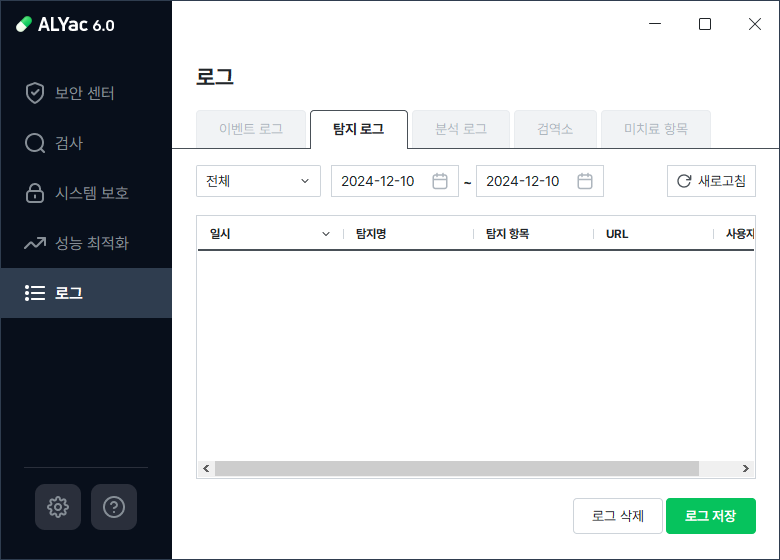 ALYac 6.0
보안 센터
검사
시스템 보호
성능 최적화
로그
로그
이벤트 로그 탐지 로그 분석 로그 검역소 미치료 항목
전체 2024-12-10 ~ 2024-12-10 새로고침
일시 탐지명 탐지 항목 URL 사용자
로그 삭제 로그 저장